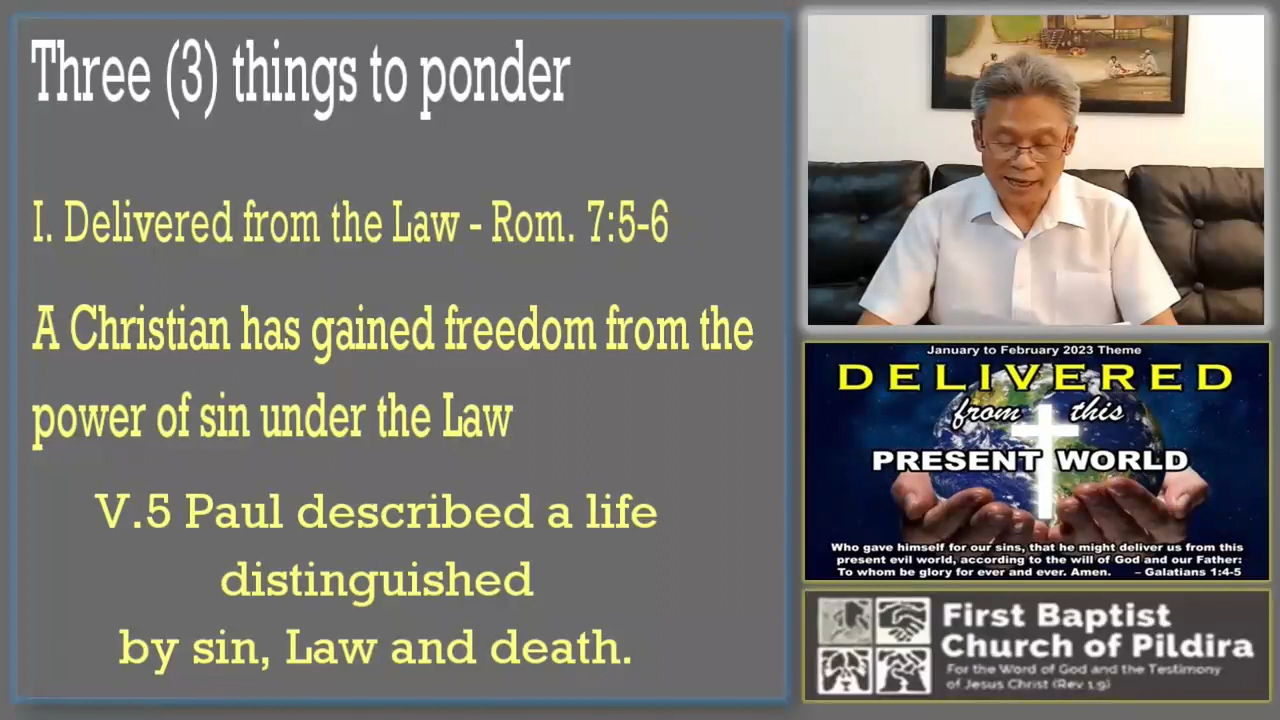 Three (3) things to ponder
I. Delivered from the Law - Rom. 7:5-6
A Christian has gained freedom from the
power of sin under the Law
V.5 Paul described a life
distinguished
by sin, Law and death.
January to February 2023 Theme
DELIVERED
from this
PRESENT WORLD
Who gave himself for our sins, that he might deliver us from this
present evil world, according to the will of God and our Father:
To whom be glory for ever and ever. Amen. – Galatians 1:4-5
First Baptist
Church of Pildira
For the Word of God and the Testimony
of Jesus Christ (Rev 1:9)